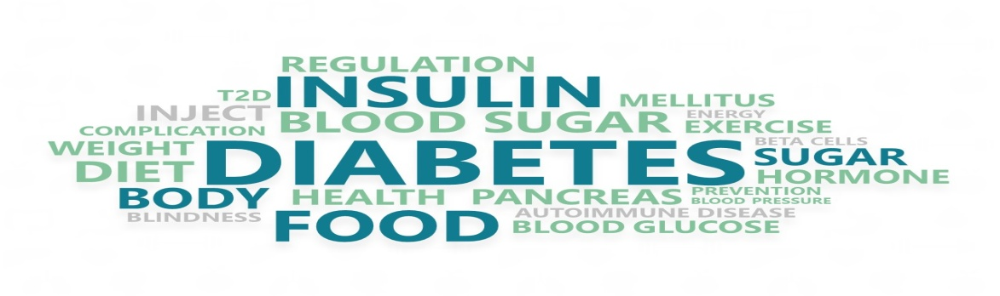 REGULATION
T2D INSULIN MELLITUS
INJECT BLOOD SUGAR ENERGY
COMPLICATION EXERCISE
WEIGHT DIABETES BETA CELLS
DIET SUGAR
HORMONE
BODY HEALTH PANCREAS PREVENTION
BLOOD PRESSURE
BLINDNESS FOOD AUTOIMMUNE DISEASE
BLOOD GLUCOSE